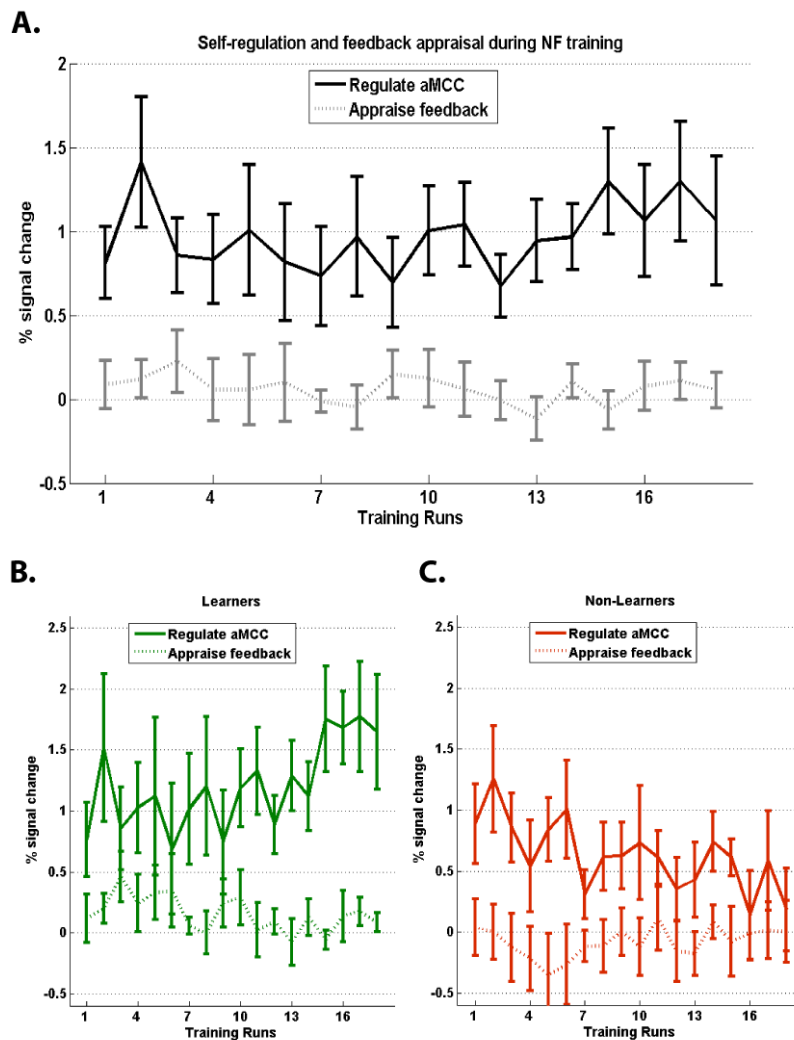 A.
Self-regulation and feedback appraisal during NF training
Regulate aMCC
Appraise feedback
% signal change
2
1.5
1
0.5
0
-0.5
1 4 7 10 13 16
Training Runs
B.
Learners
Regulate aMCC
Appraise feedback
% signal change
2.5
2
1.5
1
0.5
0
-0.5
1 4 7 10 13 16
Training Runs
C.
Non-Learners
Regulate aMCC
Appraise feedback
% signal change
2.5
2
1.5
1
0.5
0
-0.5
1 4 7 10 13 16
Training Runs